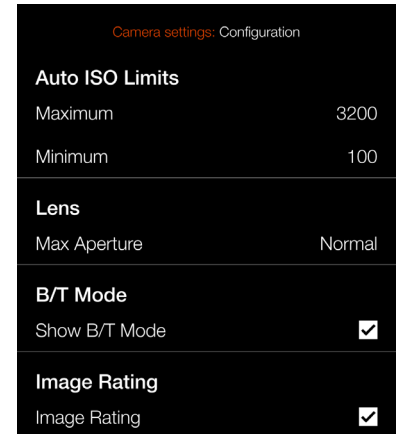 Camera settings: Configuration
Auto ISO Limits
Maximum 3200
Minimum 100
Lens
Max Aperture Normal
B/T Mode
Show B/T Mode
Image Rating
Image Rating